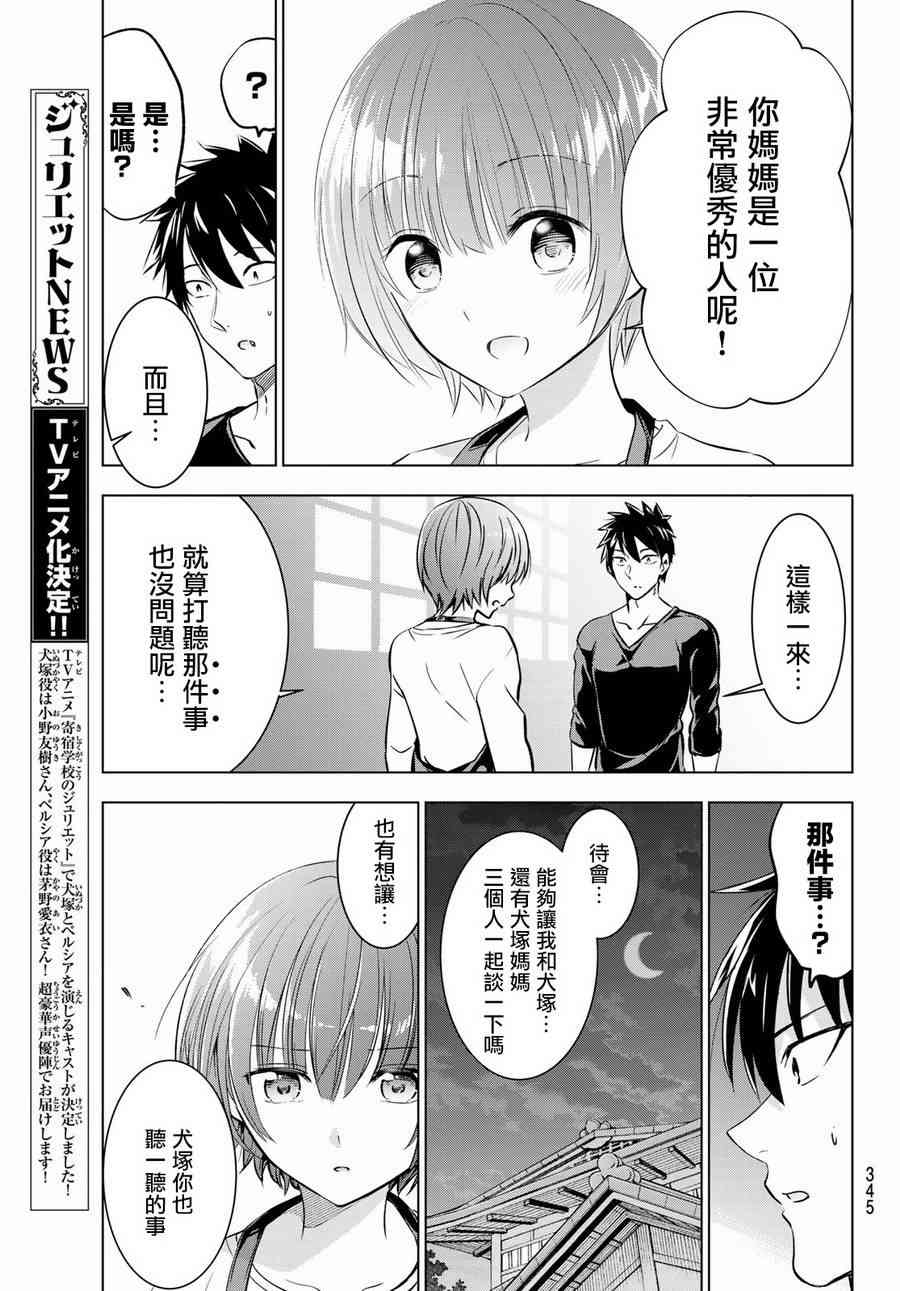 你媽媽是一位
非常優秀的人呢！
？
是…
是嗎？
而且…
這樣一來…
就算打聽那件事
也沒問題呢…
那件事…？
待會…
能夠讓我和犬塚…
還有犬塚媽媽
三個人一起談一下嗎
也有想讓…
犬塚你也
聽一聽的事
ジュリエットNEWS
TVアニメ化決定!!
TVアニメ『寄宿学校のジュリエット』で犬塚とペルシアを演じるキャストが決定しました！
犬塚役は小野友樹さん、ペルシア役は茅野愛衣さん！超豪華声優陣でお届けします！
345